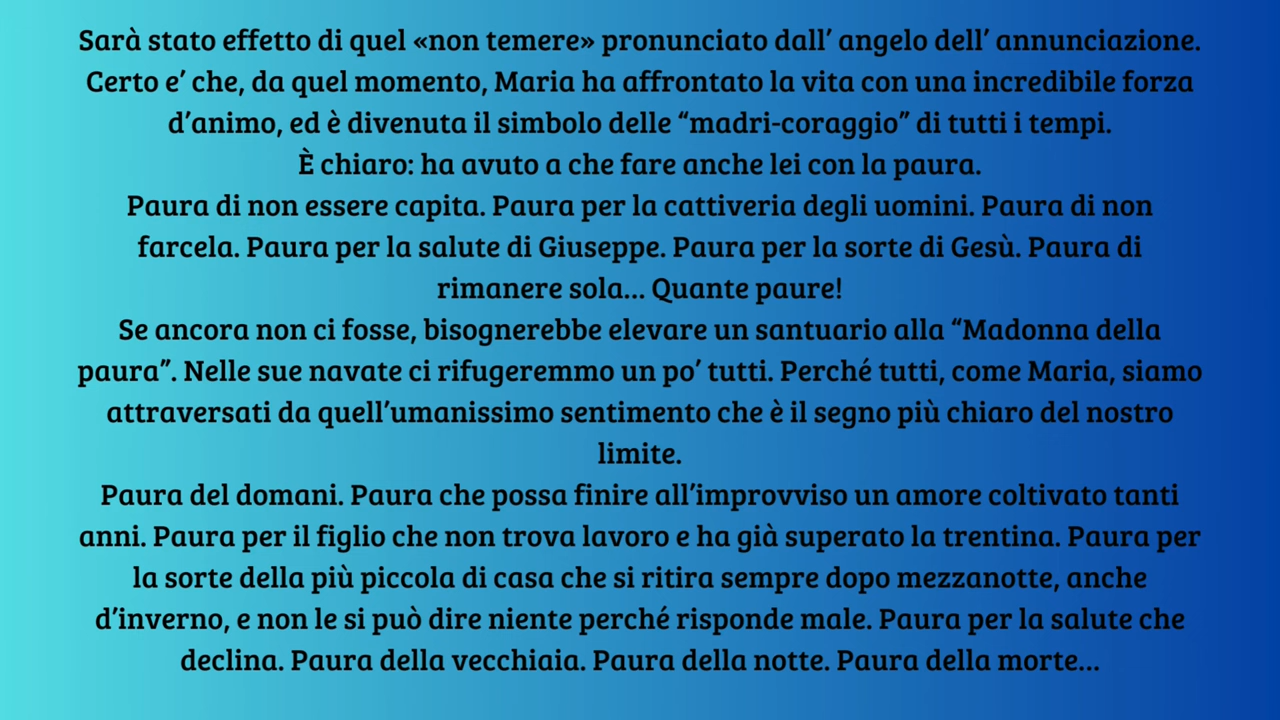 Sarà stato effetto di quel «non temere» pronunciato dall’ angelo dell’ annunciazione.
Certo e’ che, da quel momento, Maria ha affrontato la vita con una incredibile forza
d’animo, ed è divenuta il simbolo delle “madri-coraggio” di tutti i tempi.
È chiaro: ha avuto a che fare anche lei con la paura.
Paura di non essere capita. Paura per la cattiveria degli uomini. Paura di non
farcela. Paura per la salute di Giuseppe. Paura per la sorte di Gesù. Paura di
rimanere sola... Quante paure!
Se ancora non ci fosse, bisognerebbe elevare un santuario alla “Madonna della
paura”. Nelle sue navate ci rifugeremmo un po’ tutti. Perché tutti, come Maria, siamo
attraversati da quell’umanissimo sentimento che è il segno più chiaro del nostro
limite.
Paura del domani. Paura che possa finire all’improvviso un amore coltivato tanti
anni. Paura per il figlio che non trova lavoro e ha già superato la trentina. Paura per
la sorte della più piccola di casa che si ritira sempre dopo mezzanotte, anche
d’inverno, e non le si può dire niente perché risponde male. Paura per la salute che
declina. Paura della vecchiaia. Paura della notte. Paura della morte...